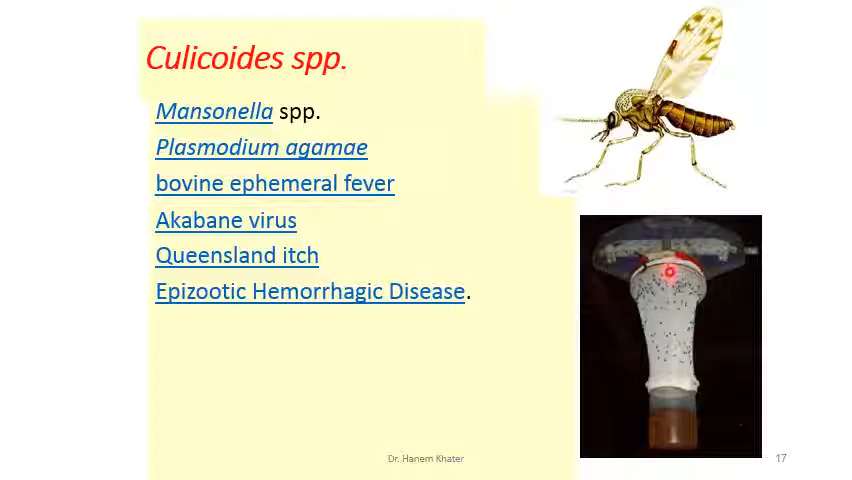 Culicoides spp.
Mansonella spp.
Plasmodium agamae
bovine ephemeral fever
Akabane virus
Queensland itch
Epizootic Hemorrhagic Disease.
Dr. Hanem Khater
17